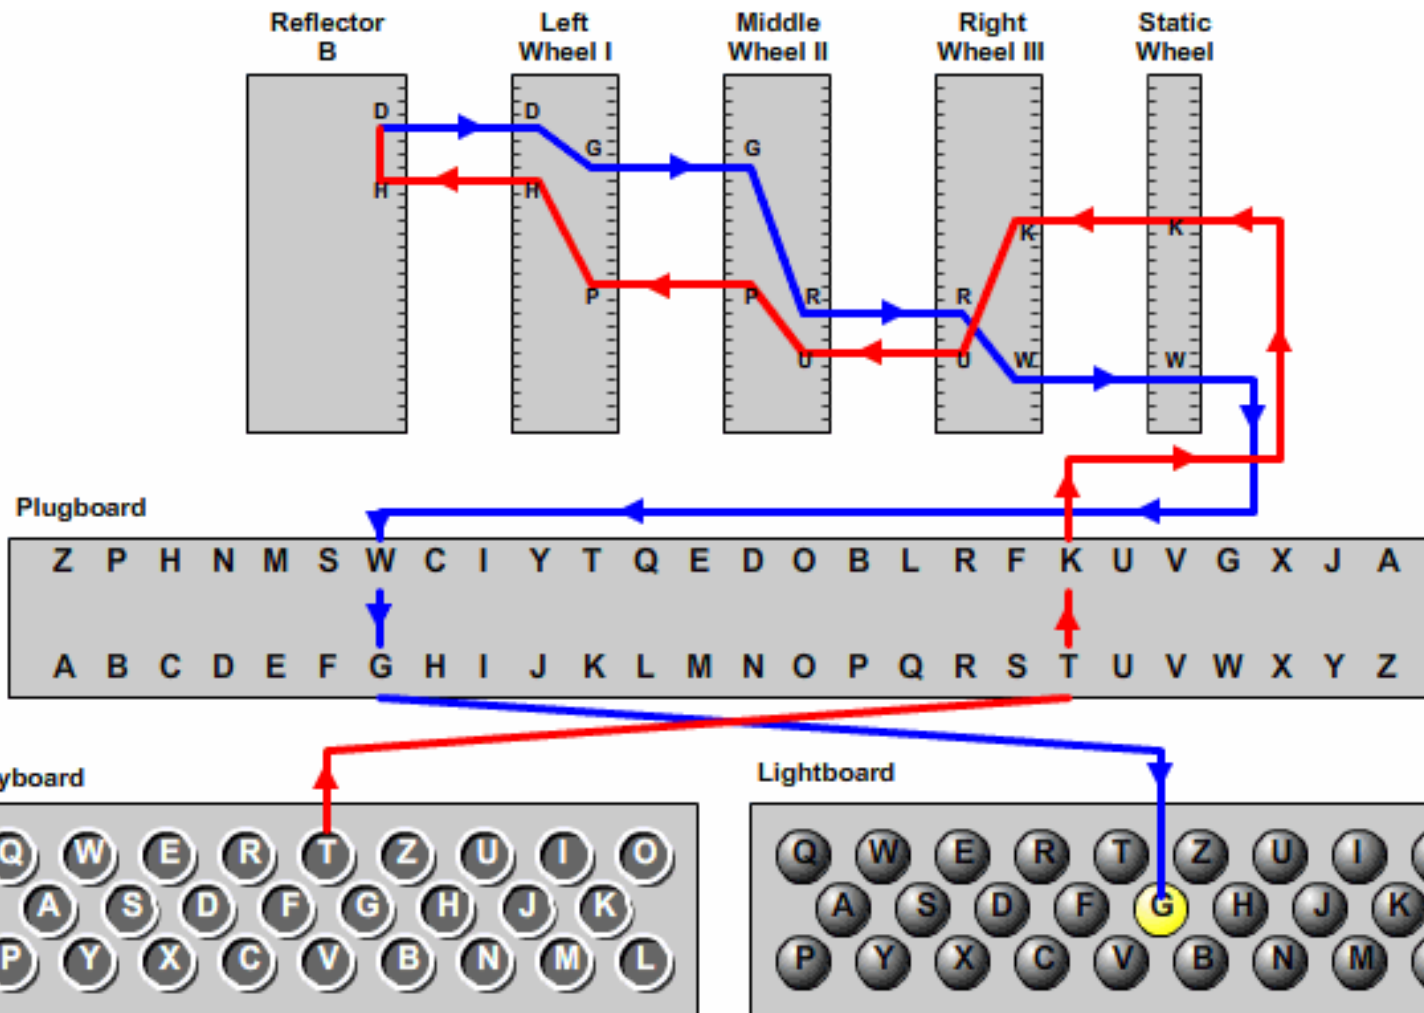 Reflector B
Left Wheel I
Middle Wheel II
Right Wheel III
Static Wheel
D D G G
H H K K
P P R R
U U W W
Plugboard
Z P H N M S W C I Y T Q E D O B L R F K U V G X J A
A B C D E F G H I J K L M N O P Q R S T U V W X Y Z
yboard
Lightboard
Q W E R T Z U I O
A S D F G H J K
P Y X C V B N M L
Q W E R T Z U I
A S D F G H J K
P Y X C V B N M